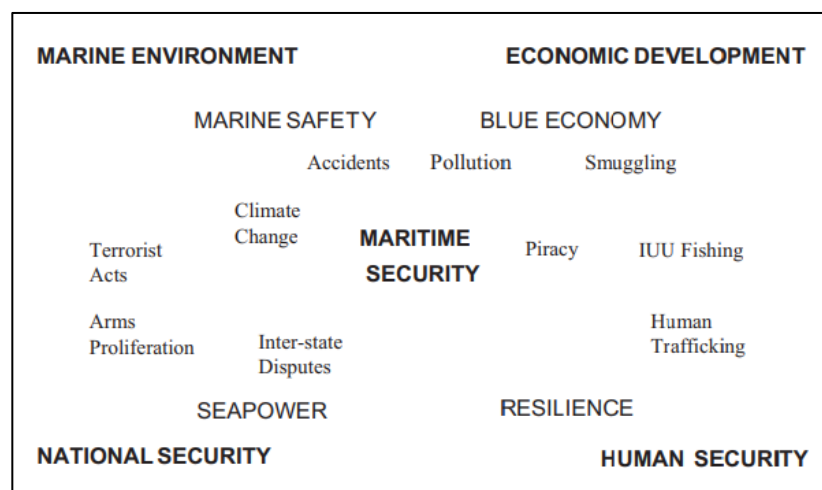 MARINE ENVIRONMENT
ECONOMIC DEVELOPMENT
MARINE SAFETY
BLUE ECONOMY
Accidents
Pollution
Smuggling
Climate
Change
Terrorist
Acts
MARITIME
SECURITY
Piracy
IUU Fishing
Arms
Proliferation
Inter-state
Disputes
Human
Trafficking
SEAPOWER
RESILIENCE
NATIONAL SECURITY
HUMAN SECURITY